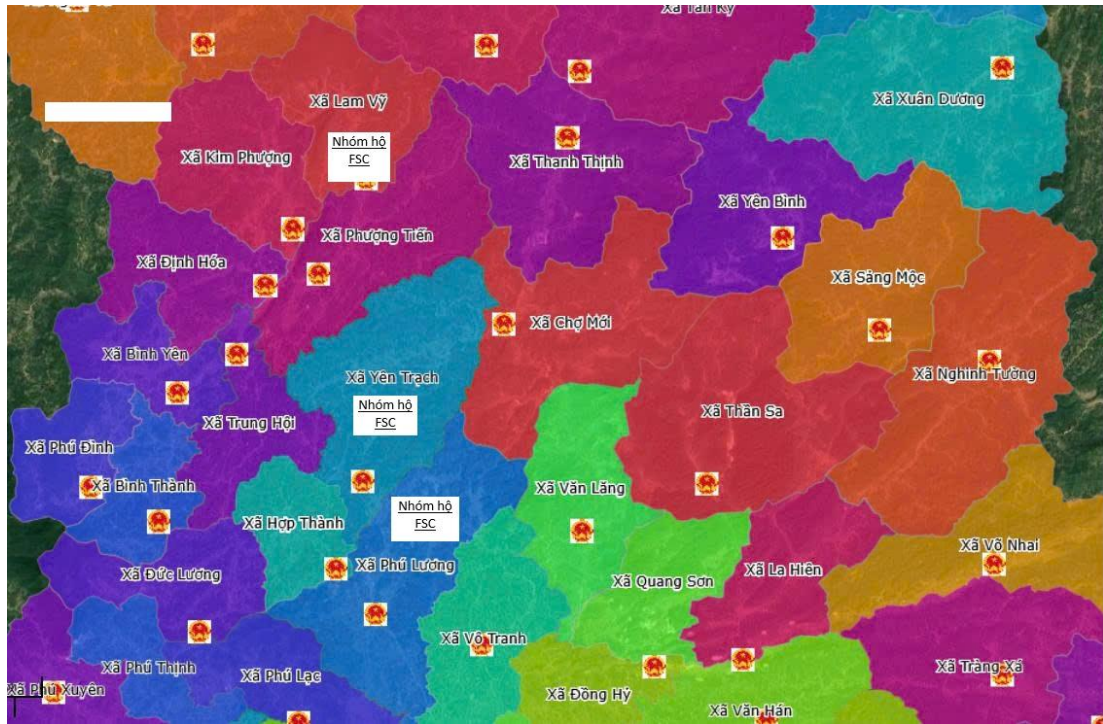 Xã Tân Kỳ
Xã Lam Vỹ
Xã Xuân Dương
Nhóm hộ
FSC
Xã Kim Phượng
Xã Thanh Thịnh
Xã Yên Bình
Xã Phượng Tiến
Xã Định Hóa
Xã Sảng Mộc
Xã Chợ Mới
Xã Bình Yên
Xã Yên Trạch
Xã Nghinh Tường
Nhóm hộ
FSC
Xã Thần Sa
Xã Trung Hội
Xã Phú Đình
Xã Bình Thành
Xã Văn Lăng
Nhóm hộ
FSC
Xã Hợp Thành
Xã Võ Nhai
Xã Phú Lương
Xã La Hiên
Xã Đức Lương
Xã Quang Sơn
Xã Vô Tranh
Xã Phú Thịnh
Xã Phú Lạc
Xã Tràng Xá
Xã Phú Xuyên
Xã Đồng Hỷ
Xã Văn Hán